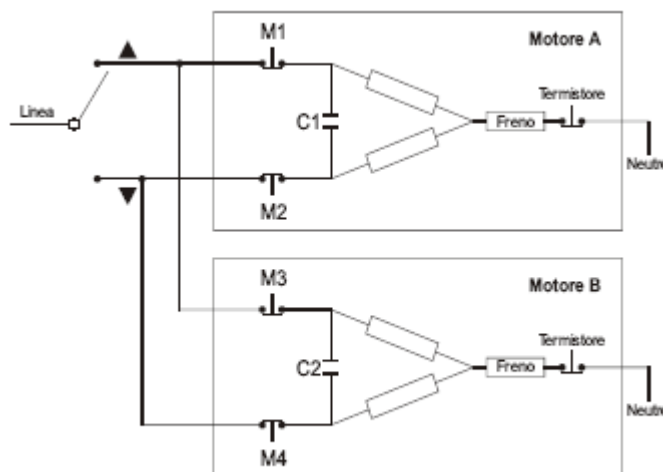 M1
Motore A
Linea
C1
Termistore
Freno
Neutro
M2
M3
Motore B
C2
Termistore
Freno
Neutro
M4